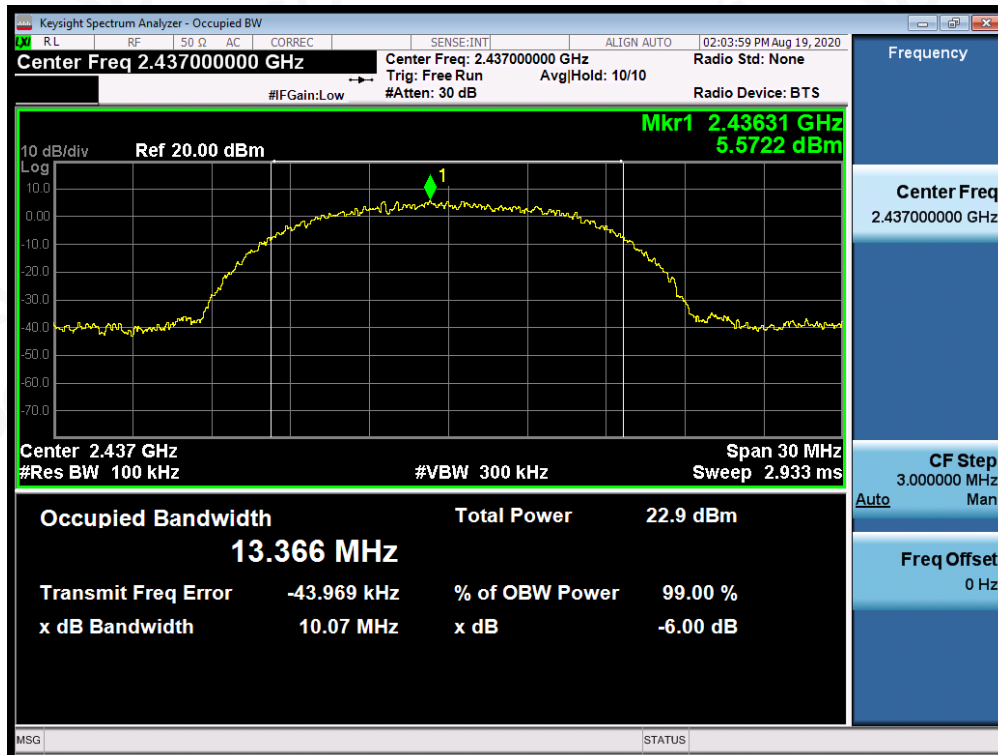 Keysight Spectrum Analyzer - Occupied BW
LXI RL RF 50 Ω AC CORREC SENSE:INT ALIGN AUTO 02:03:59 PM Aug 19, 2020
Center Freq 2.437000000 GHz
Center Freq: 2.437000000 GHz Radio Std: None
Trig: Free Run Avg|Hold: 10/10
#IFGain:Low #Atten: 30 dB Radio Device: BTS
Mkr1 2.43631 GHz
5.5722 dBm
10 dB/div Ref 20.00 dBm
Log
10.0
1
0.00
-10.0
-20.0
-30.0
-40.0
-50.0
-60.0
-70.0
Center 2.437 GHz Span 30 MHz
#Res BW 100 kHz #VBW 300 kHz Sweep 2.933 ms
Occupied Bandwidth Total Power 22.9 dBm
13.366 MHz
Transmit Freq Error -43.969 kHz % of OBW Power 99.00 %
x dB Bandwidth 10.07 MHz x dB -6.00 dB
Frequency
Center Freq
2.437000000 GHz
CF Step
3.000000 MHz
Auto Man
Freq Offset
0 Hz
MSG STATUS